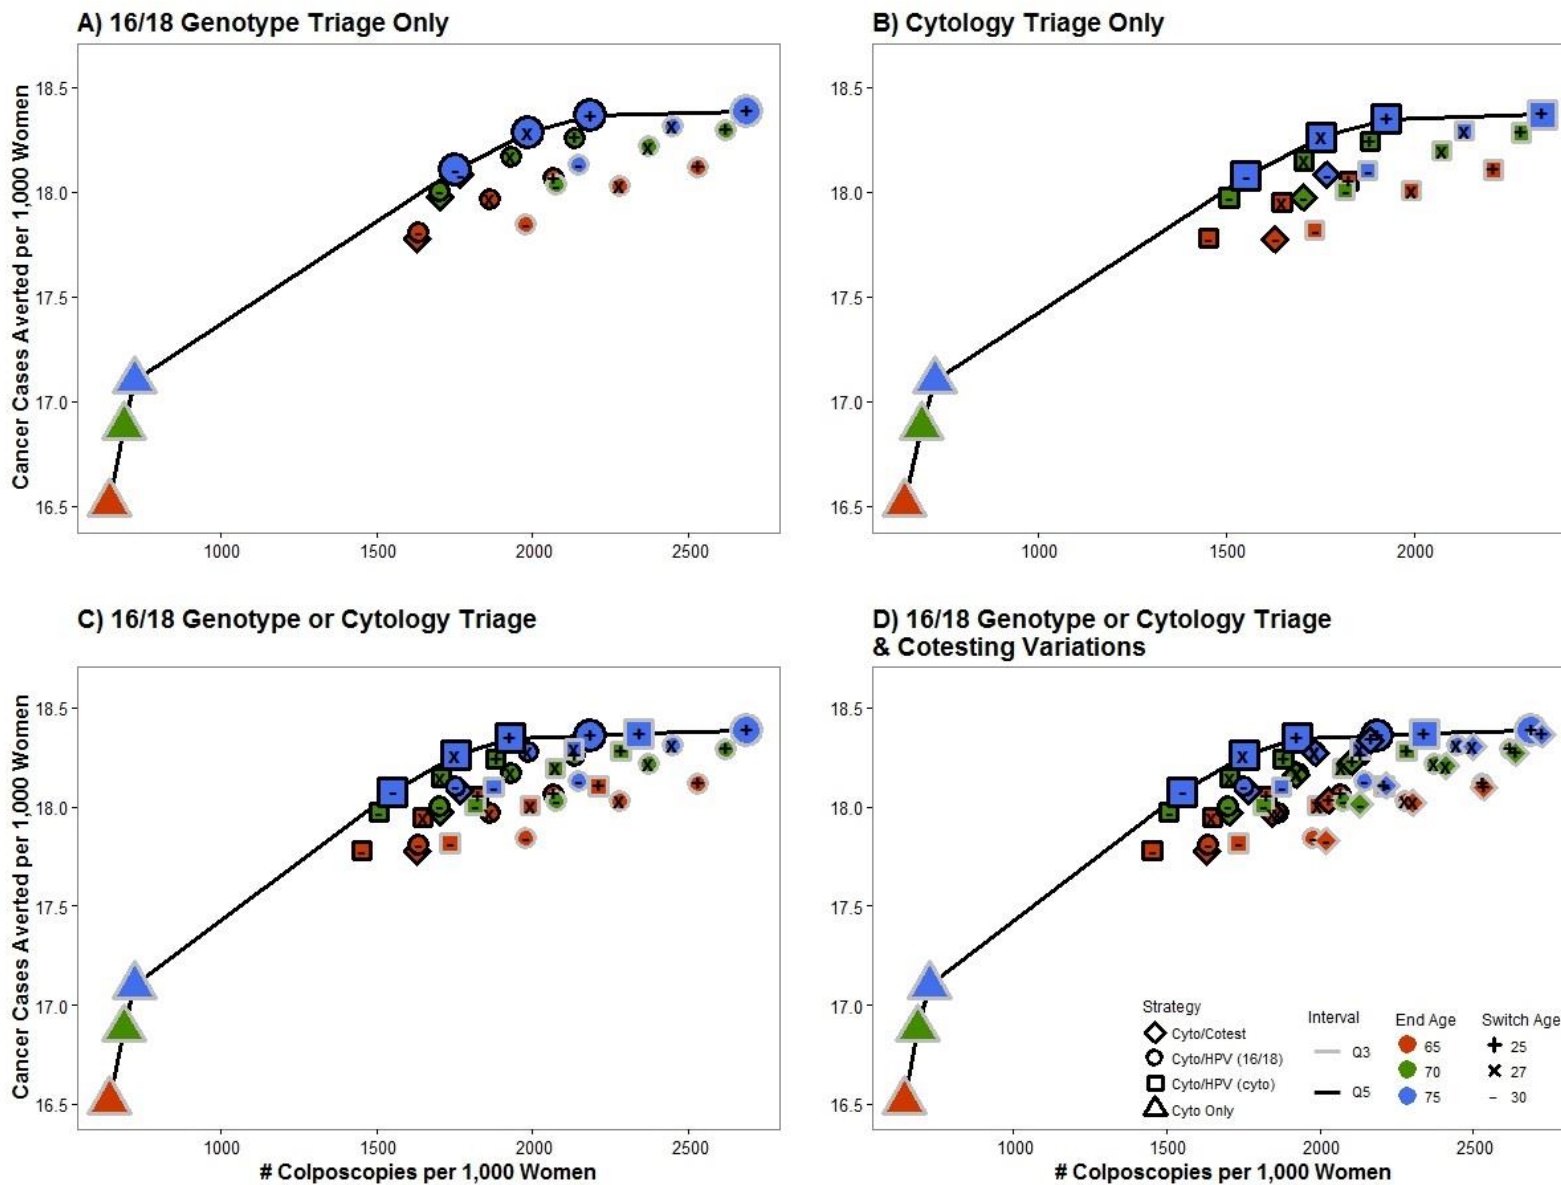 A) 16/18 Genotype Triage Only
B) Cytology Triage Only
Cancer Cases Averted per 1,000 Women
18.5
18.0
17.5
17.0
16.5
1000 1500 2000 2500
18.5
18.0
17.5
17.0
16.5
1000 1500 2000
C) 16/18 Genotype or Cytology Triage
D) 16/18 Genotype or Cytology Triage
& Cotesting Variations
Cancer Cases Averted per 1,000 Women
18.5
18.0
17.5
17.0
16.5
1000 1500 2000 2500
# Colposcopies per 1,000 Women
18.5
18.0
17.5
17.0
16.5
Strategy
Cyto/Cotest
Cyto/HPV (16/18)
Cyto/HPV (cyto)
Cyto Only
Interval
Q3
Q5
End Age
65
70
75
Switch Age
25
27
30
1000 1500 2000 2500
# Colposcopies per 1,000 Women